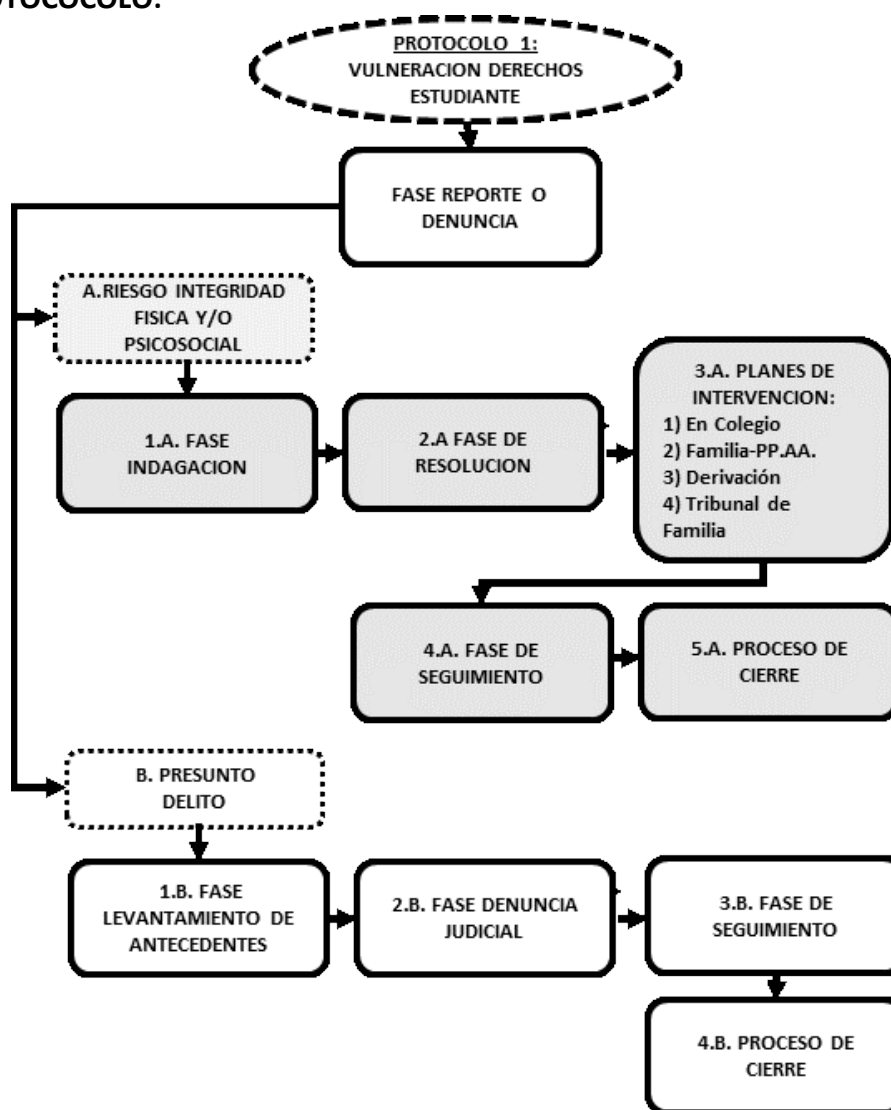 PROTOCOLO 1:
VULNERACION DERECHOS
ESTUDIANTE
FASE REPORTE O
DENUNCIA
A.RIESGO INTEGRIDAD
FISICA Y/O
PSICOSOCIAL
1.A. FASE
INDAGACION
2.A FASE DE
RESOLUCION
3.A. PLANES DE
INTERVENCION:
1) En Colegio
2) Familia-PP.AA.
3) Derivación
4) Tribunal de
Familia
4.A. FASE DE
SEGUIMIENTO
5.A. PROCESO DE
CIERRE
B. PRESUNTO
DELITO
1.B. FASE
LEVANTAMIENTO DE
ANTECEDENTES
2.B. FASE DENUNCIA
JUDICIAL
3.B. FASE DE
SEGUIMIENTO
4.B. PROCESO DE
CIERRE